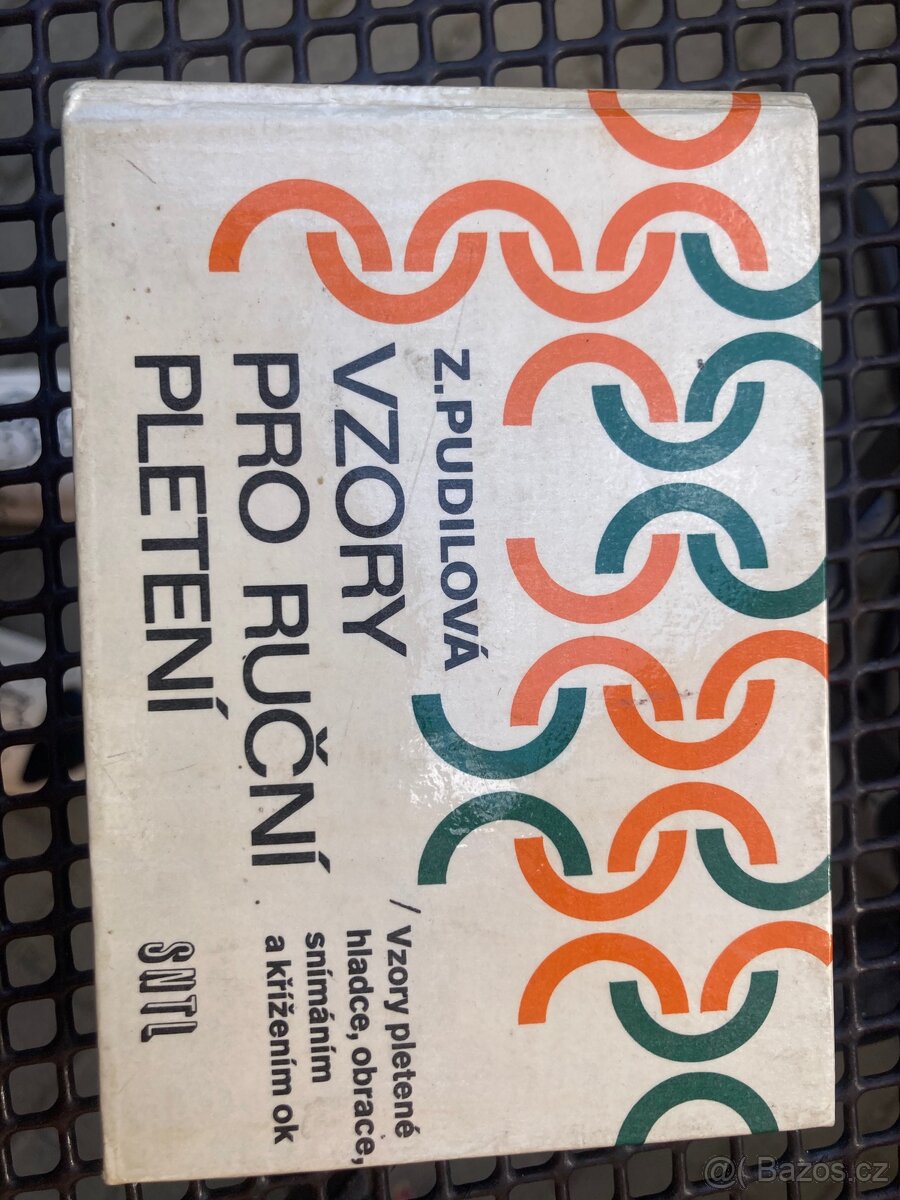 Z.PUDILOVÁ
VZORY
PRO RUČNÍ
PLETENÍ
/ Vzory pletené
hladce, obrace,
snímáním
a křížením ok
SNTL
@( Bazos.cz